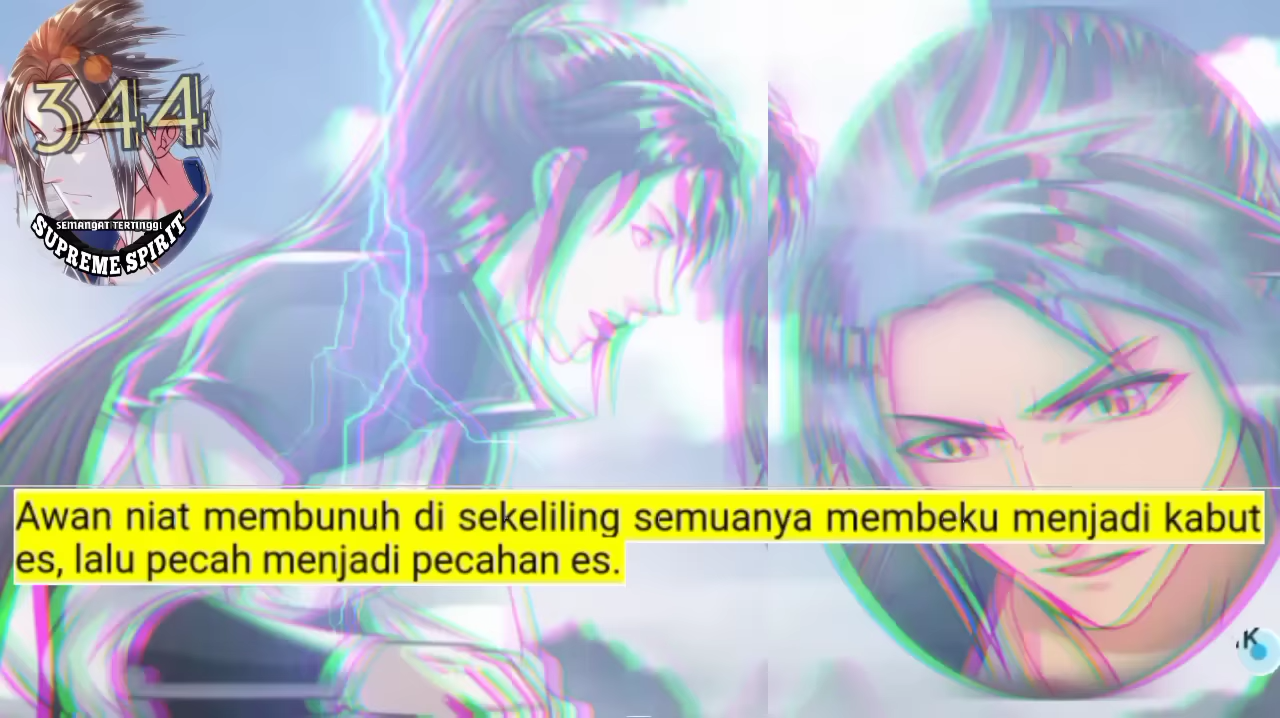 344
SEMANGAT TERTINGGI
SUPREME SPIRIT
Awan niat membunuh di sekeliling semuanya membeku menjadi kabut
es, lalu pecah menjadi pecahan es.
.K